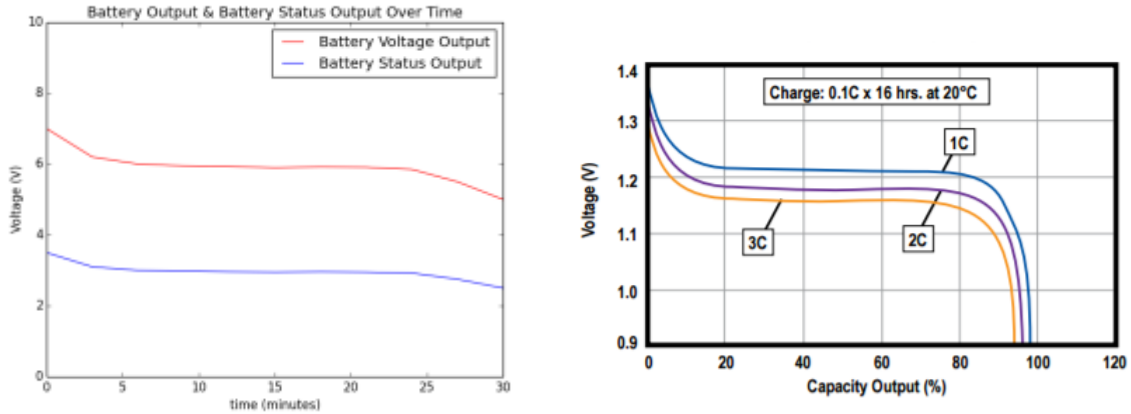 Battery Output & Battery Status Output Over Time
10
8
6
4
2
0
Voltage (V)
Battery Voltage Output
Battery Status Output
0 5 10 15 20 25 30
time (minutes)
1.4
1.3
1.2
1.1
1.0
0.9
Voltage (V)
Charge: 0.1C x 16 hrs. at 20°C
1C
2C
3C
0 20 40 60 80 100 120
Capacity Output (%)